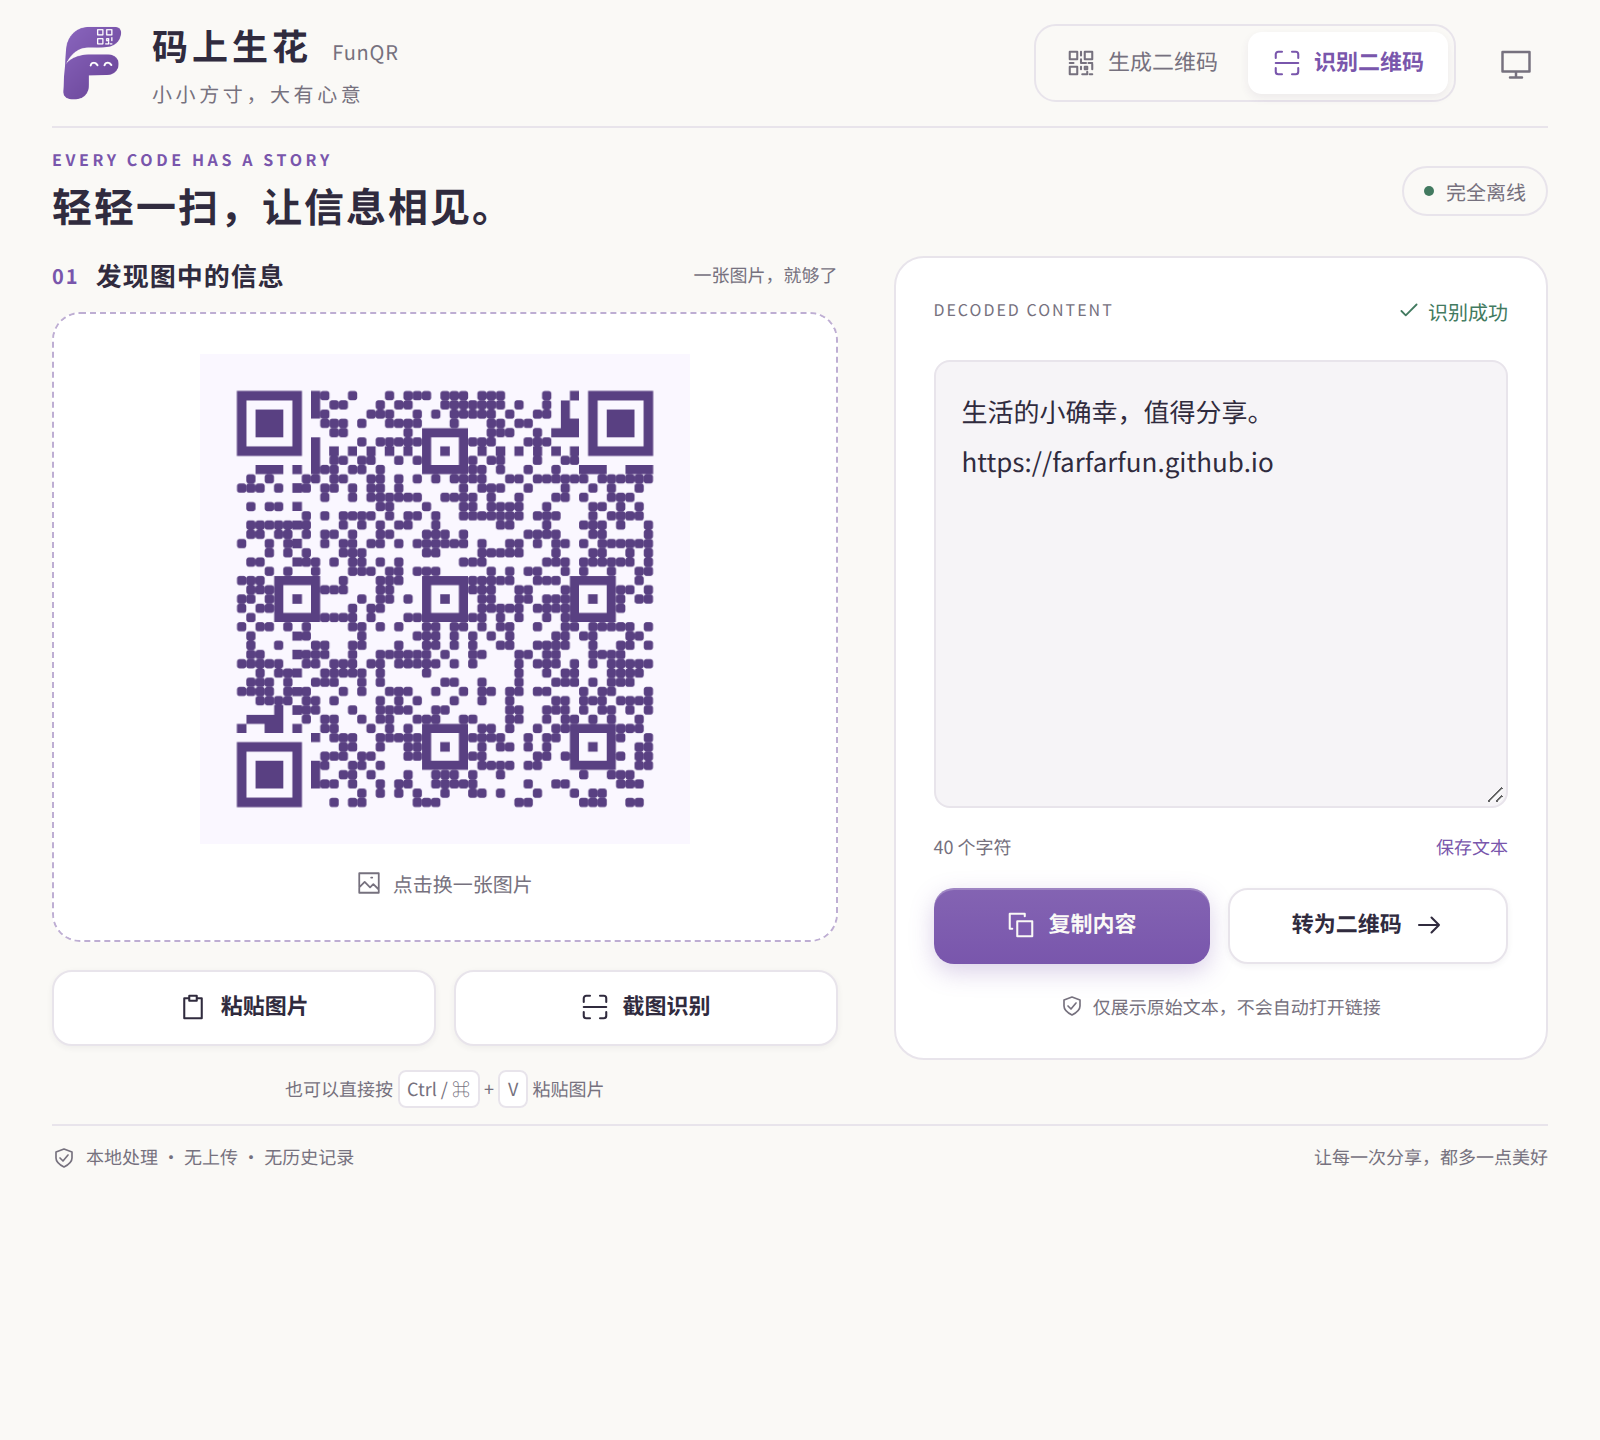 码上生花 FunQR
小小方寸，大有心意
生成二维码
识别二维码
EVERY CODE HAS A STORY
轻轻一扫，让信息相见。
完全离线
01 发现图中的信息
一张图片，就够了
点击换一张图片
粘贴图片
截图识别
也可以直接按 Ctrl / ⌘ + V 粘贴图片
DECODED CONTENT
识别成功
生活的小确幸，值得分享。
https://farfarfun.github.io
40 个字符
保存文本
复制内容
转为二维码
仅展示原始文本，不会自动打开链接
本地处理 · 无上传 · 无历史记录
让每一次分享，都多一点美好